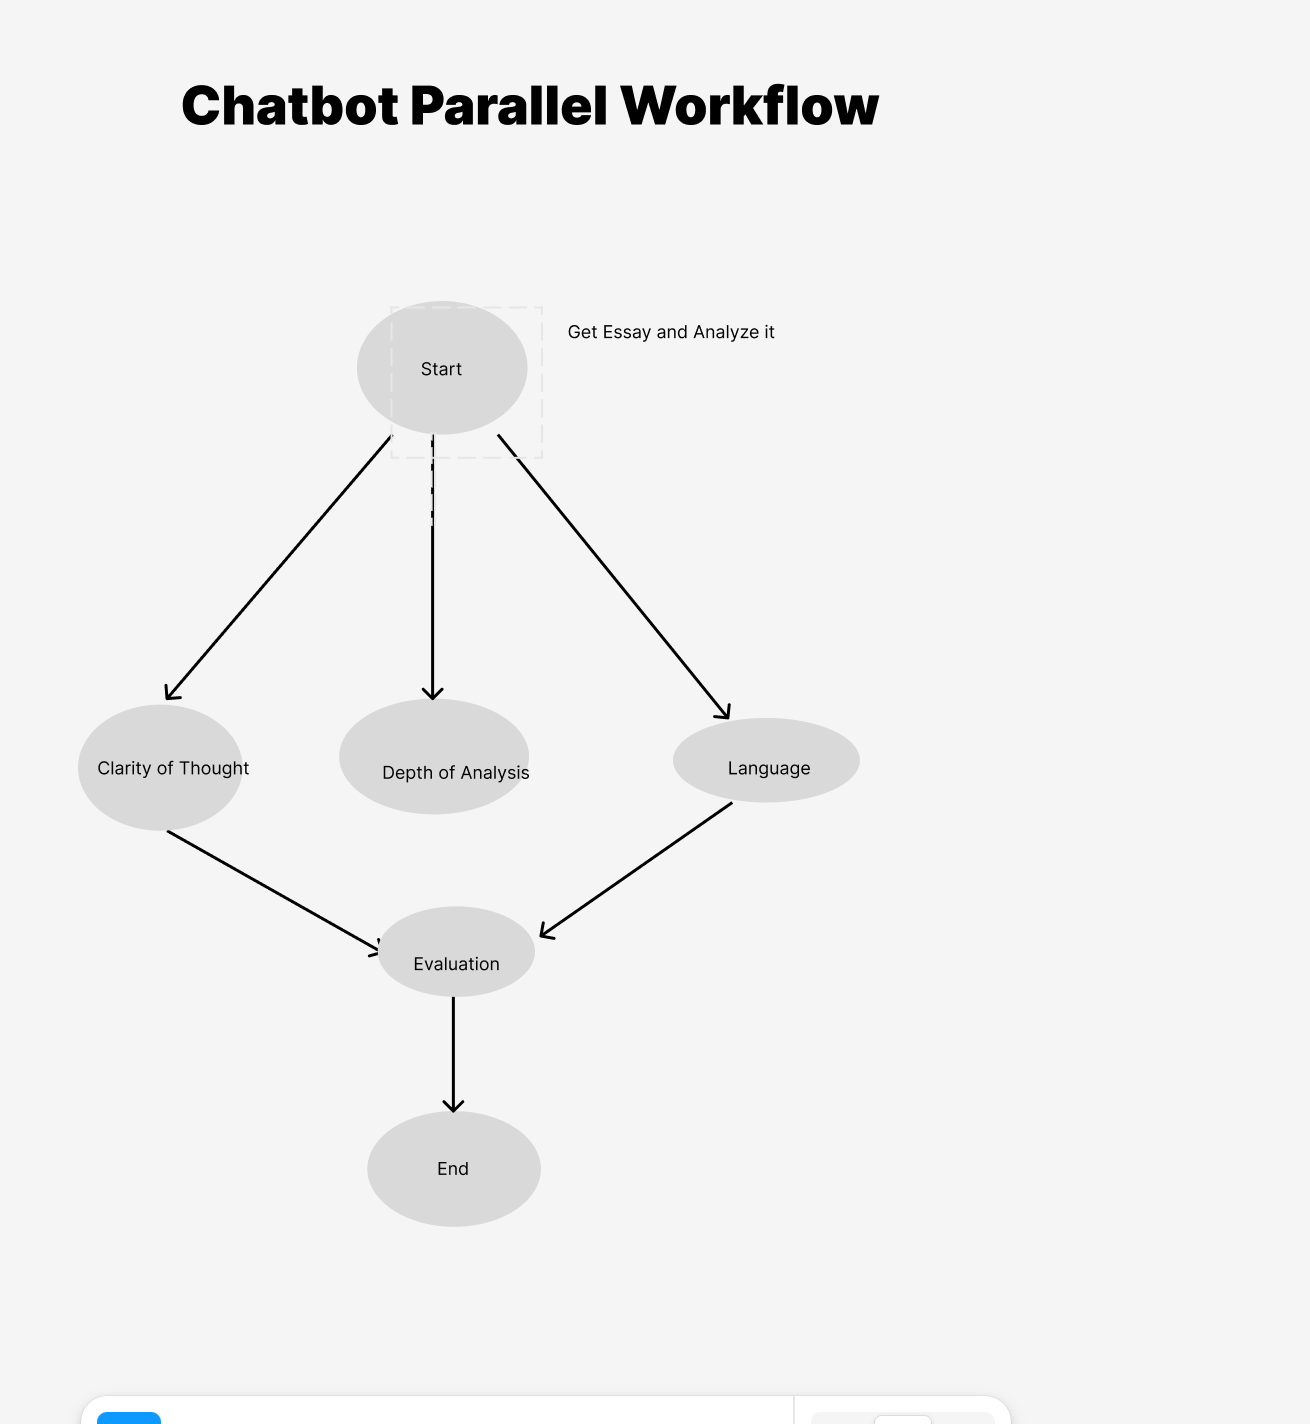 Chatbot Parallel Workflow
Start
Get Essay and Analyze it
Clarity of Thought
Depth of Analysis
Language
Evaluation
End